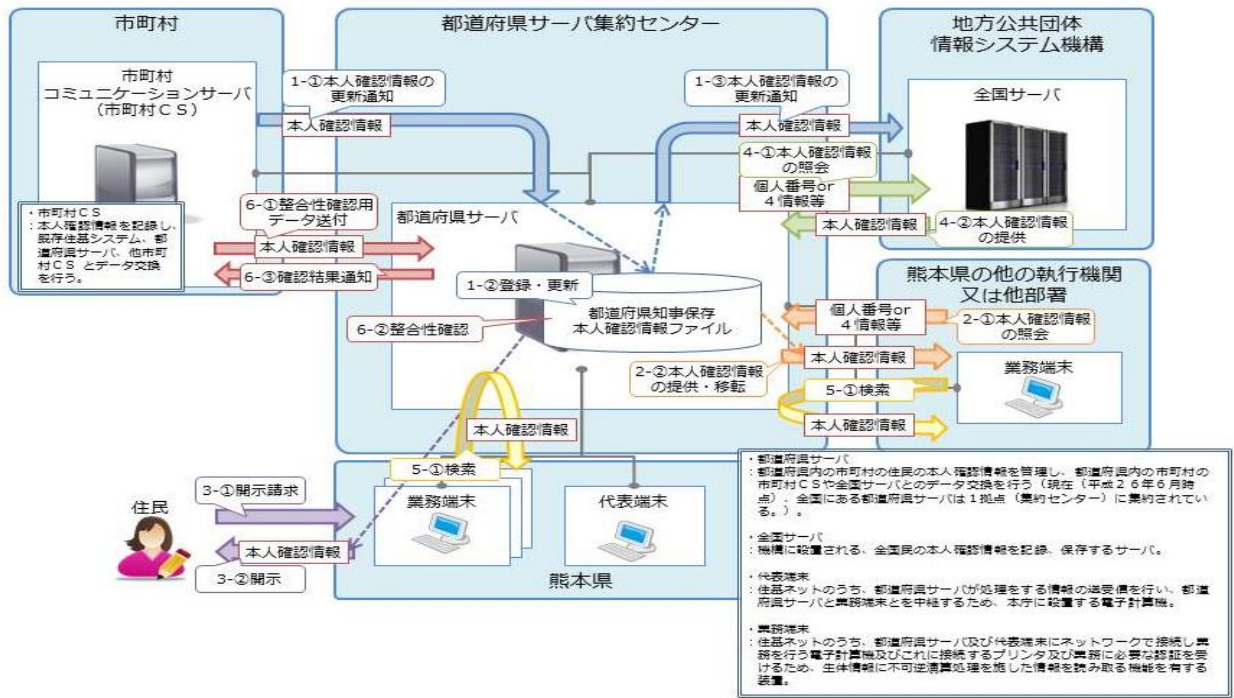 市町村
都道府県サーバ集約センター
地方公共団体
情報システム機構
市町村
コミュニケーションサーバ
(市町村CS)
1-①本人確認情報の
更新通知
本人確認情報
1-③本人確認情報の
更新通知
本人確認情報
全国サーバ
4-①本人確認情報
の照会
個人番号or
4情報等
本人確認情報
4-②本人確認情報
の提供
・市町村CS
:本人確認情報を記録し、
既存住基システム、都
道府県サーバ、他市町
村CS とデータ交換
を行う。
6-①整合性確認用
データ送付
本人確認情報
6-③確認結果通知
都道府県サーバ
1-②登録・更新
6-②整合性確認
都道府県知事保存
本人確認情報ファイル
熊本県の他の執行機関
又は他部署
個人番号or
4情報等
2-①本人確認情報
の照会
本人確認情報
2-②本人確認情報
の提供・移転
業務端末
5-①検索
本人確認情報
本人確認情報
5-①検索
業務端末
代表端末
熊本県
住民
3-①開示請求
本人確認情報
3-②開示
・都道府県サーバ
:都道府県内の市町村の住民の本人確認情報を管理し、都道府県内の市町村の
市町村CSや全国サーバとのデータ交換を行う(現在(平成26年6月時
点)、全国にある都道府県サーバは1拠点(集約センター)に集約されてい
る。)。
・全国サーバ
:機構に設置される、全国民の本人確認情報を記録、保存するサーバ。
・代表端末
:住基ネットのうち、都道府県サーバが処理をする情報の送受信を行い、都道
府県サーバと業務端末とを中継するため、本庁に設置する電子計算機。
・業務端末
:住基ネットのうち、都道府県サーバ及び代表端末にネットワークで接続し業
務を行う電子計算機及びこれに接続するプリンタ及び業務に必要な認証を受
けるため、生体情報に不可逆演算処理を施した情報を読み取る機能を有する
装置。